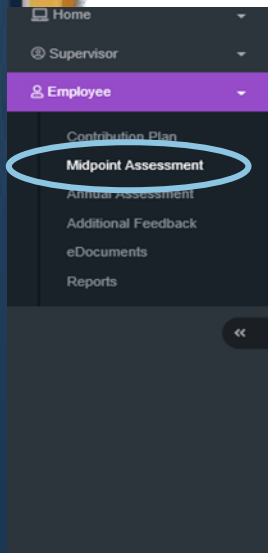 Home
Supervisor
Employee
Contribution Plan
Midpoint Assessment
Annual Assessment
Additional Feedback
eDocuments
Reports